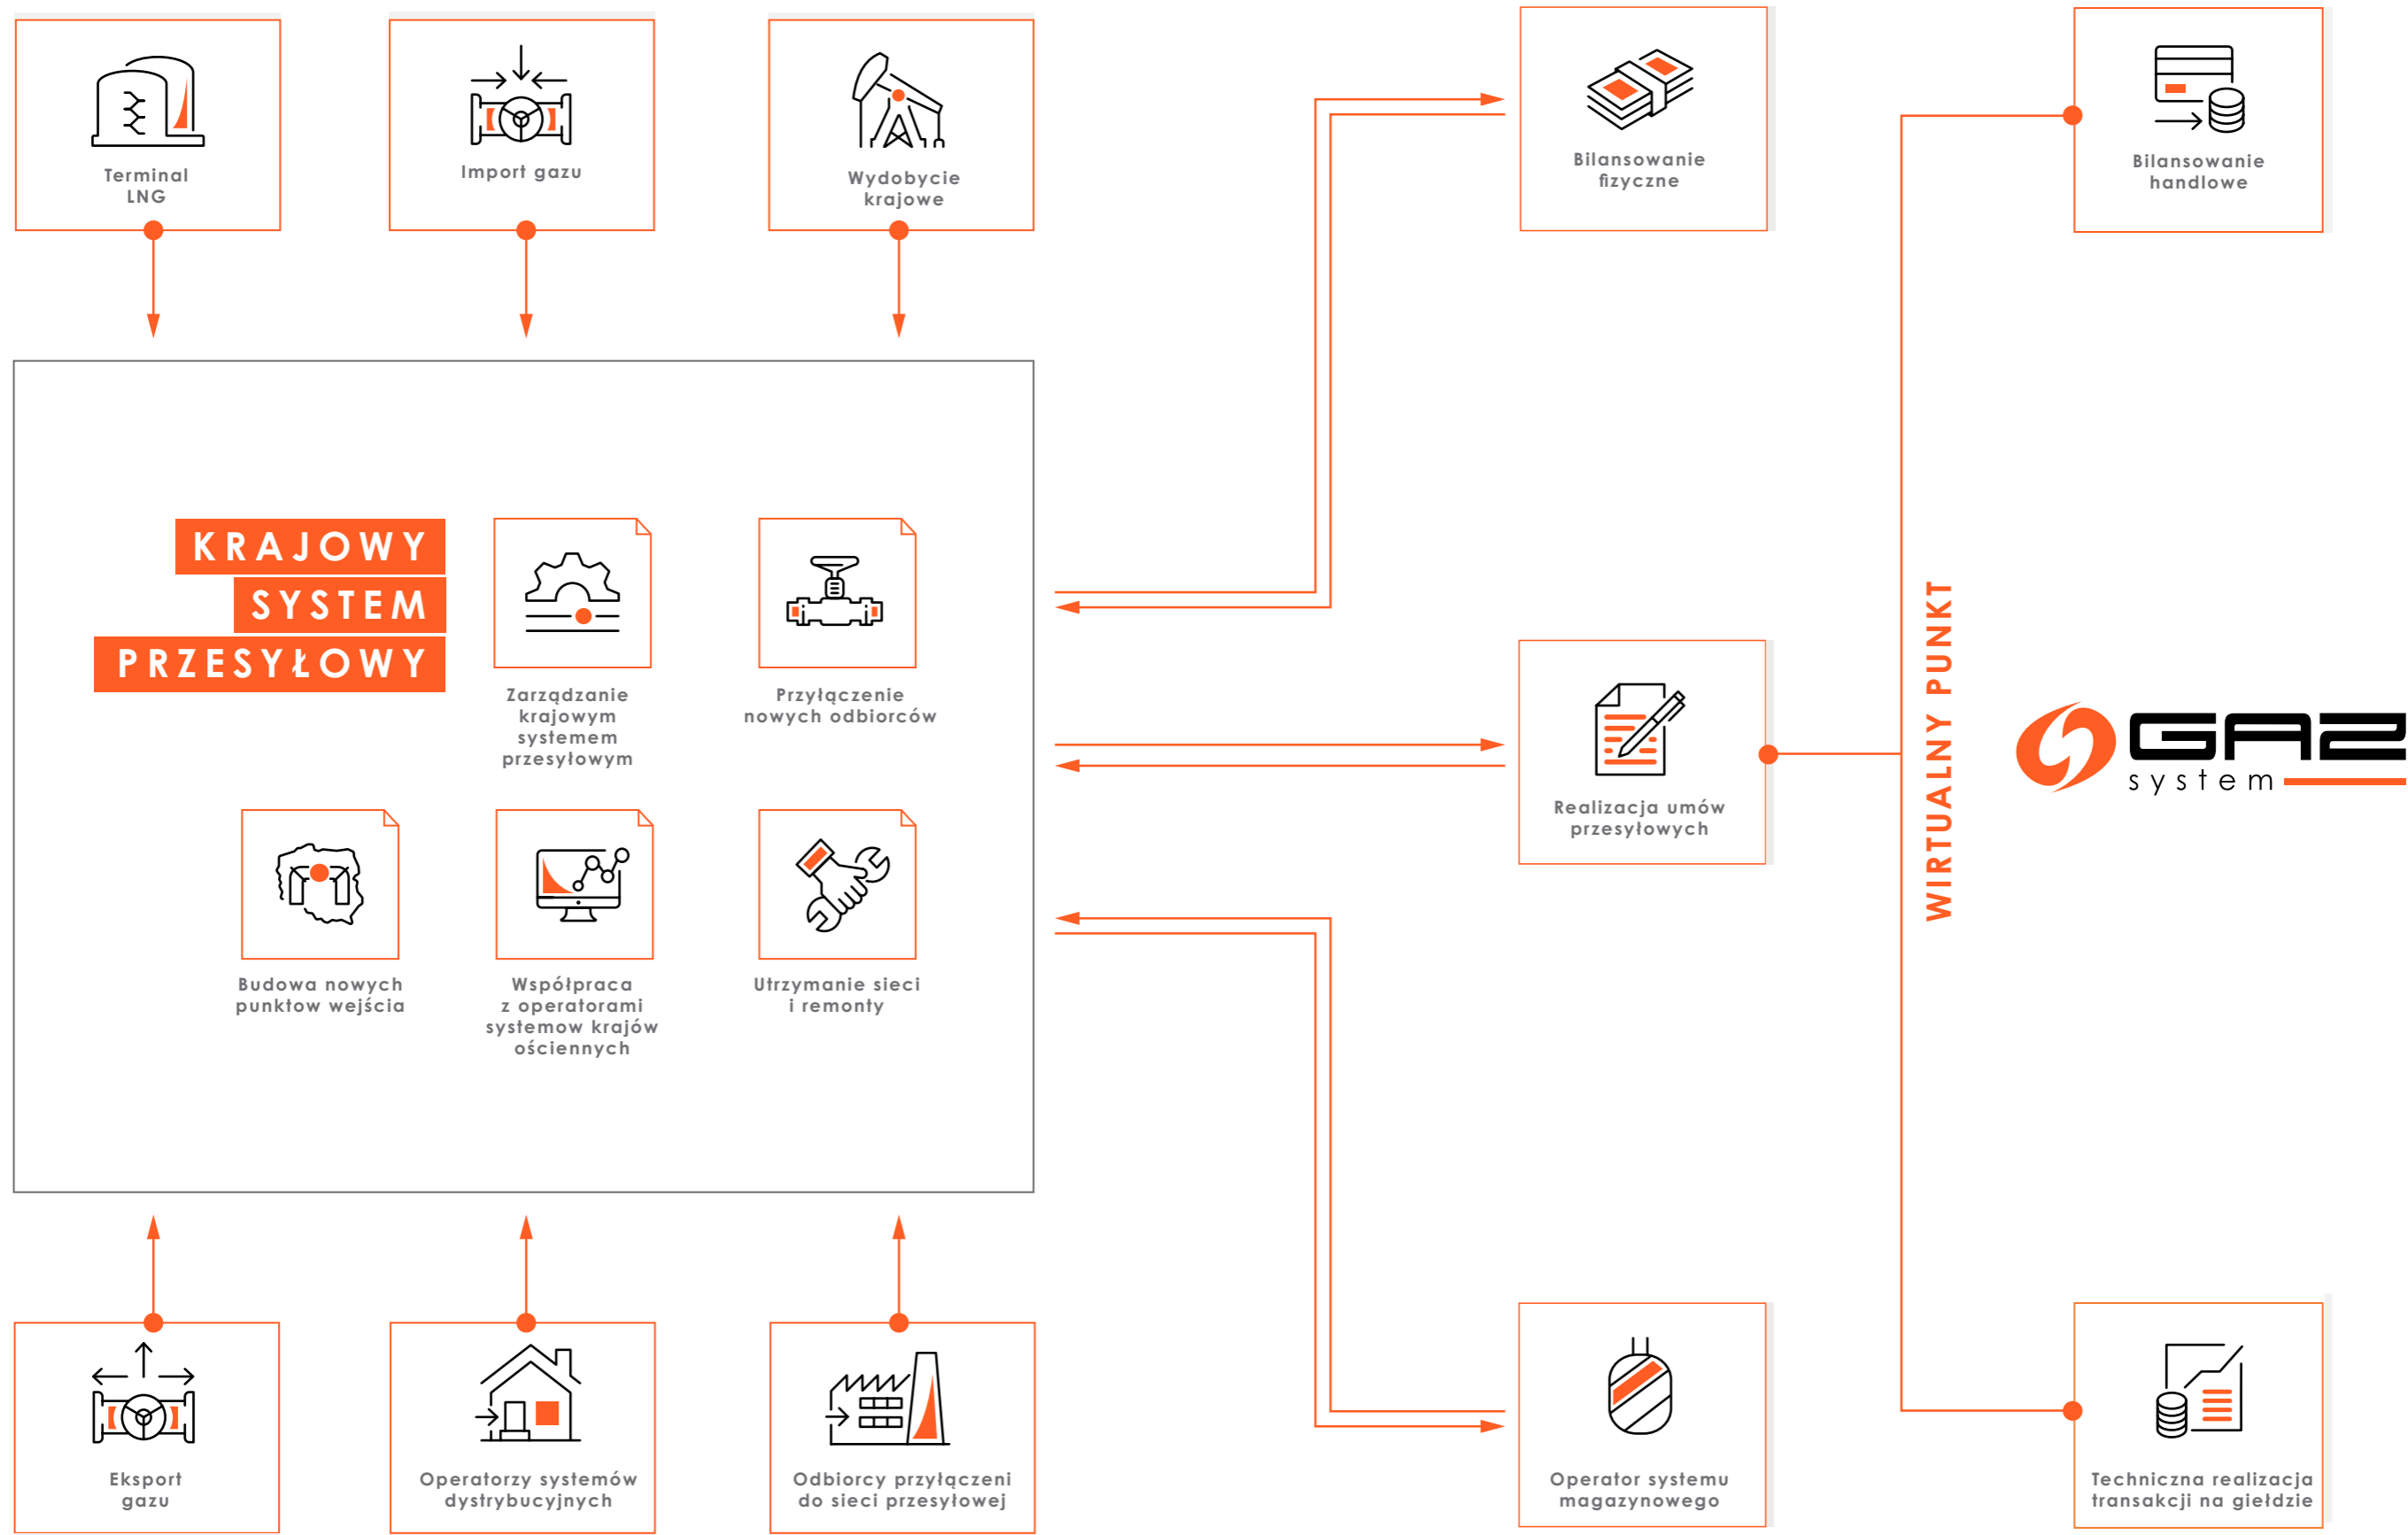 Terminal
LNG
Import gazu
Wydobycie
krajowe
Bilansowanie
fizyczne
Bilansowanie
handlowe
KRAJOWY
SYSTEM
PRZESYŁOWY
Zarządzanie
krajowym
systemem
przesyłowym
Przyłączenie
nowych odbiorców
Budowa nowych
punktow wejścia
Współpraca
z operatorami
systemow krajów
ościennych
Utrzymanie sieci
i remonty
Realizacja umów
przesyłowych
WIRTUALNY PUNKT
GAZ
system
Eksport
gazu
Operatorzy systemów
dystrybucyjnych
Odbiorcy przyłączeni
do sieci przesyłowej
Operator systemu
magazynowego
Techniczna realizacja
transakcji na giełdzie